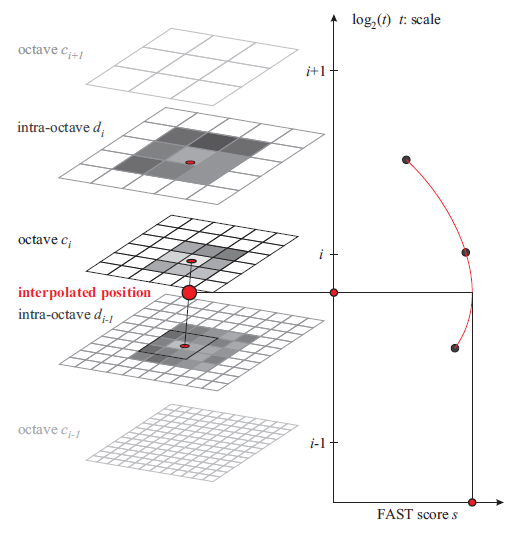 log₂(t) t: scale
octave cᵢ₊₁
i+1
intra-octave dᵢ
octave cᵢ
i
interpolated position
intra-octave dᵢ₋₁
octave cᵢ₋₁
i-1
FAST score s